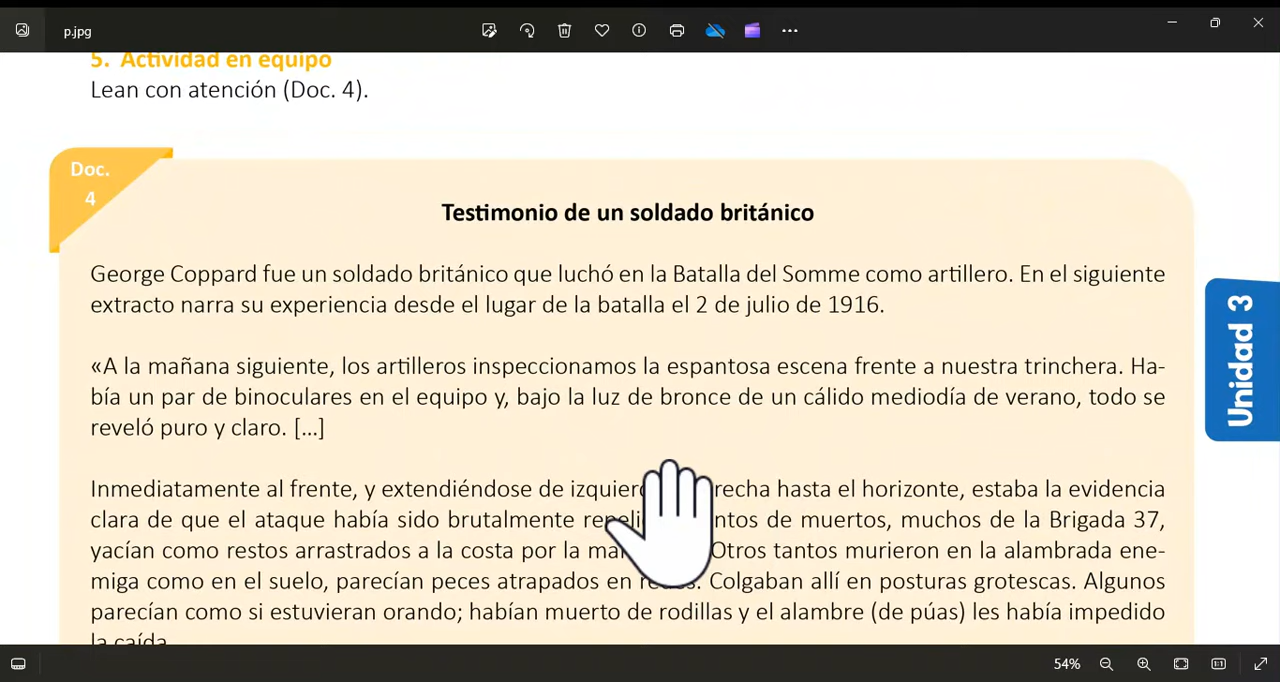 p.jpg
5. Actividad en equipo
Lean con atención (Doc. 4).
Doc.
4
Testimonio de un soldado británico
George Coppard fue un soldado británico que luchó en la Batalla del Somme como artillero. En el siguiente
extracto narra su experiencia desde el lugar de la batalla el 2 de julio de 1916.
«A la mañana siguiente, los artilleros inspeccionamos la espantosa escena frente a nuestra trinchera. Ha-
bía un par de binoculares en el equipo y, bajo la luz de bronce de un cálido mediodía de verano, todo se
reveló puro y claro. [...]
Inmediatamente al frente, y extendiéndose de hasta el horizonte, estaba la evidencia
clara de que el ataque había sido brutalmente de muertos, muchos de la Brigada 37,
yacían como restos arrastrados a la costa por la Otros tantos murieron en la alambrada ene-
miga como en el suelo, parecían peces atrapados en Colgaban allí en posturas grotescas. Algunos
parecían como si estuvieran orando; habían muerto de rodillas y el alambre (de púas) les había impedido
la caída.
Unidad 3
54%